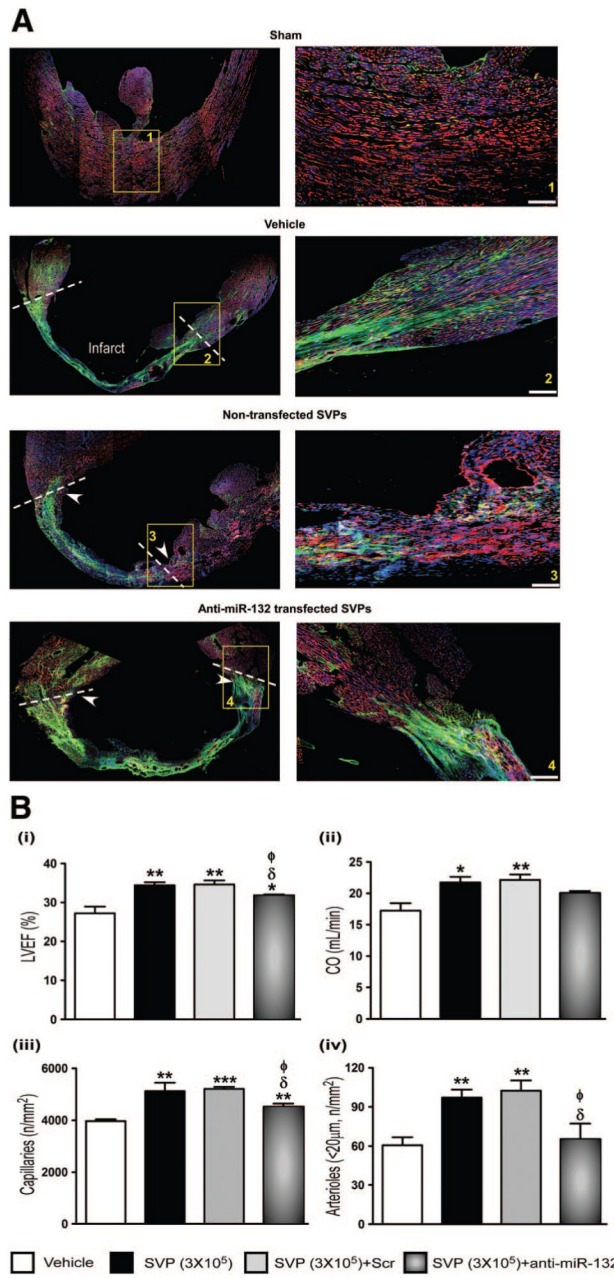 A
Sham
1
1
Vehicle
Infarct
2
2
Non-transfected SVPs
3
3
Anti-miR-132 transfected SVPs
4
4
B
(i)
LVEF (%)
40
30
20
10
0
** ** ϕ δ *
(ii)
CO (mL/min)
25
20
15
10
5
0
* **
(iii)
Capillaries (n/mm²)
6000
4000
2000
0
** *** ϕ δ **
(iv)
Arterioles (<20μm, n/mm²)
120
90
60
30
0
** ** ϕ δ
Vehicle SVP (3X10⁵) SVP (3X10⁵)+Scr SVP (3X10⁵)+anti-miR-132